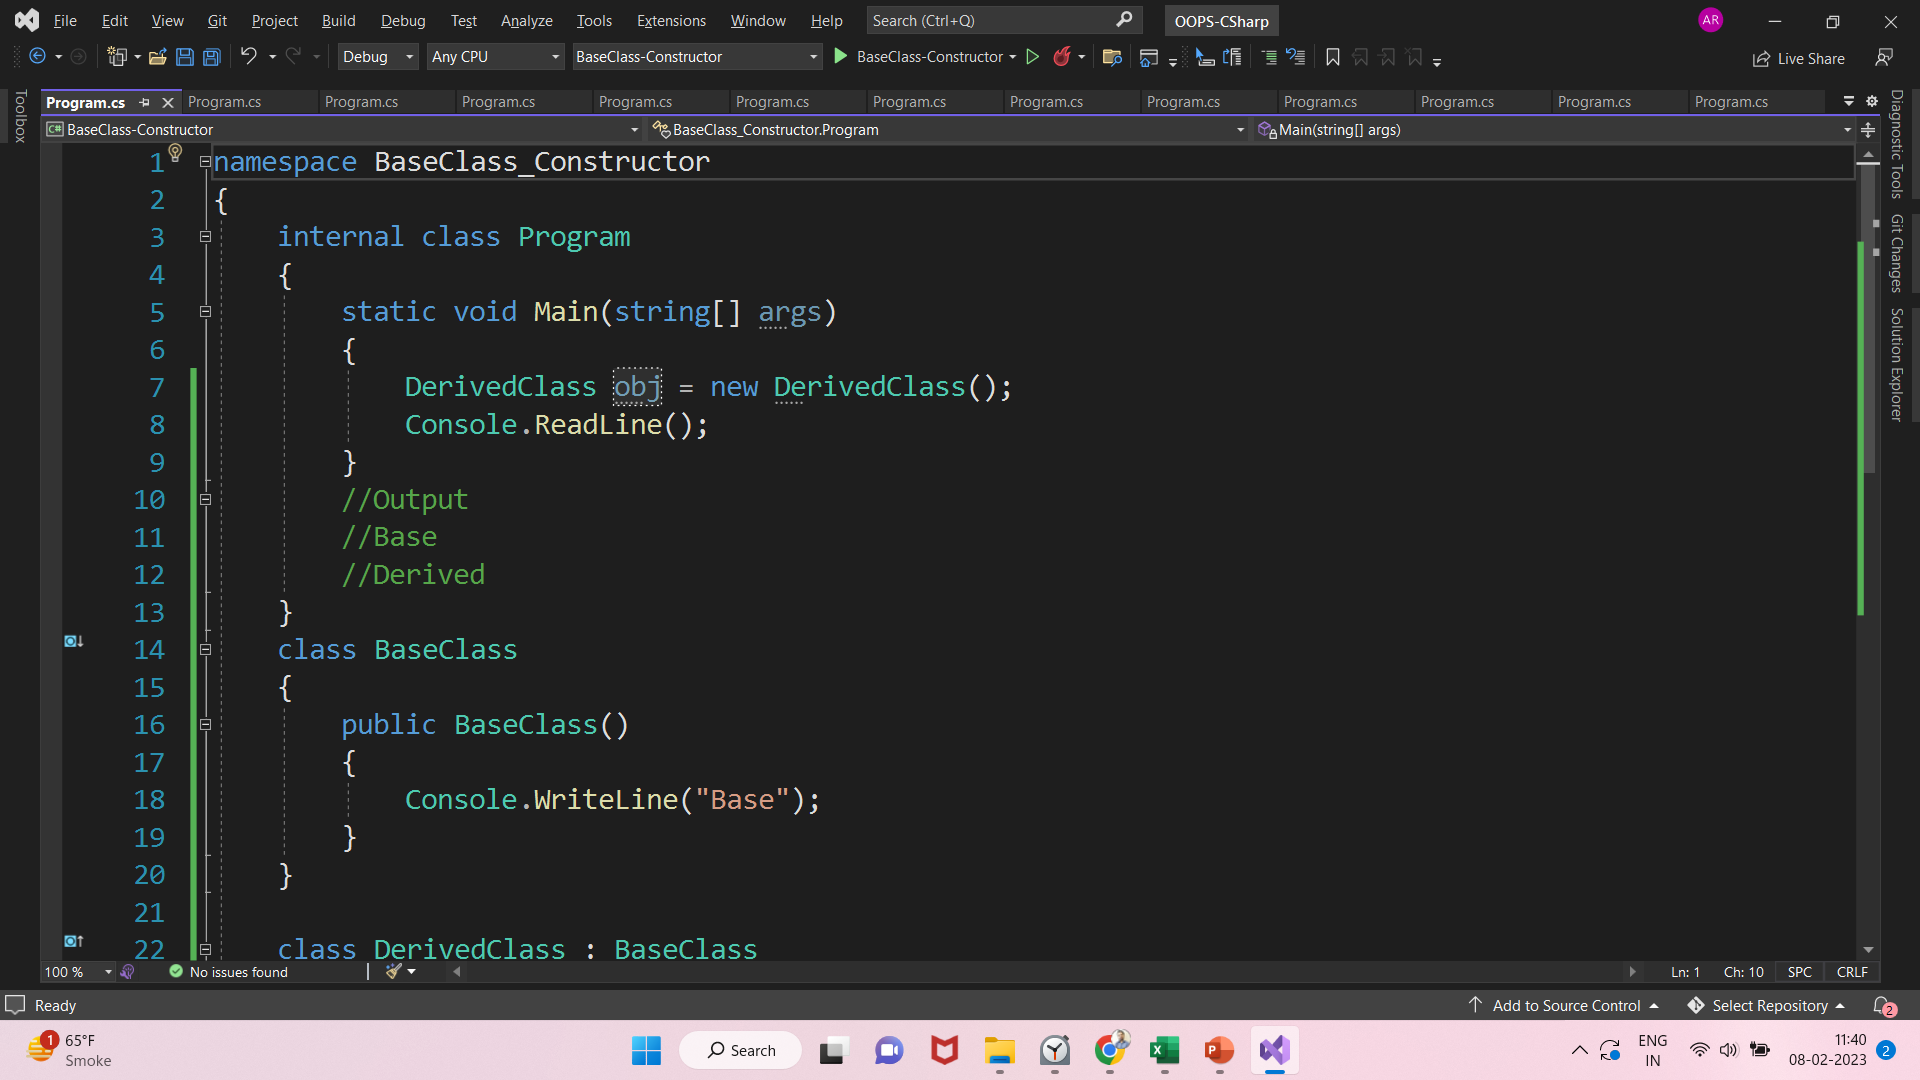 File Edit View Git Project Build Debug Test Analyze Tools Extensions Window Help Search (Ctrl+Q) OOPS-CSharp AR
Debug Any CPU BaseClass-Constructor BaseClass-Constructor Live Share
Toolbox
Program.cs Program.cs Program.cs Program.cs Program.cs Program.cs Program.cs Program.cs Program.cs Program.cs Program.cs Program.cs Program.cs
C# BaseClass-Constructor BaseClass_Constructor.Program Main(string[] args)
1 namespace BaseClass_Constructor
2 {
3 internal class Program
4 {
5 static void Main(string[] args)
6 {
7 DerivedClass obj = new DerivedClass();
8 Console.ReadLine();
9 }
10 //Output
11 //Base
12 //Derived
13 }
14 class BaseClass
15 {
16 public BaseClass()
17 {
18 Console.WriteLine("Base");
19 }
20 }
21
22 class DerivedClass : BaseClass
Diagnostic Tools
Git Changes
Solution Explorer
100 % No issues found Ln: 1 Ch: 10 SPC CRLF
Ready Add to Source Control Select Repository 2
1 65°F
Smoke
Search
ENG
IN
11:40
08-02-2023
2